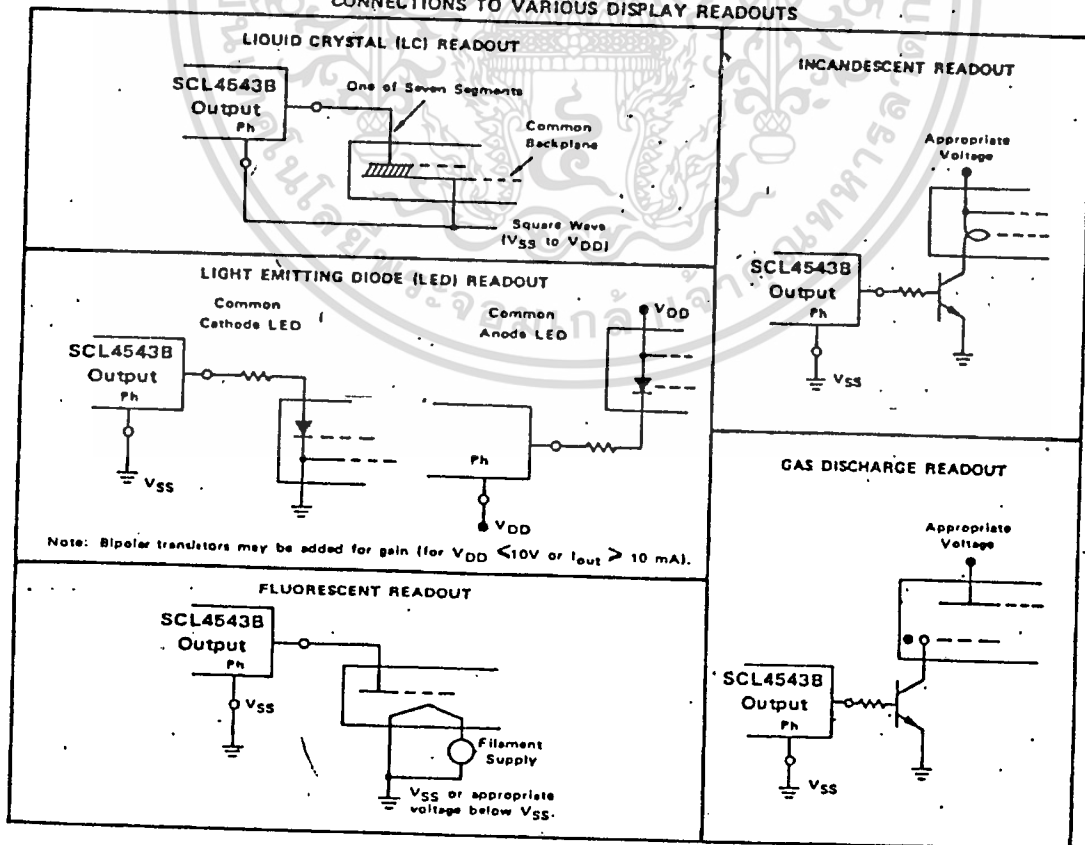 CONNECTIONS TO VARIOUS DISPLAY READOUTS
LIQUID CRYSTAL (LC) READOUT
SCL4543B
Output
Ph
One of Seven Segments
Common
Backplane
Square Wave
(VSS to VDD)
LIGHT EMITTING DIODE (LED) READOUT
Common
Cathode LED
SCL4543B
Output
Ph
VSS
Common
Anode LED
VDD
Ph
VDD
Note: Bipolar transistors may be added for gain (for VDD ≤10V or Iout > 10 mA).
FLUORESCENT READOUT
SCL4543B
Output
Ph
VSS
Filament
Supply
VSS or appropriate
voltage below VSS.
INCANDESCENT READOUT
Appropriate
Voltage
SCL4543B
Output
Ph
VSS
GAS DISCHARGE READOUT
Appropriate
Voltage
SCL4543B
Output
Ph
VSS